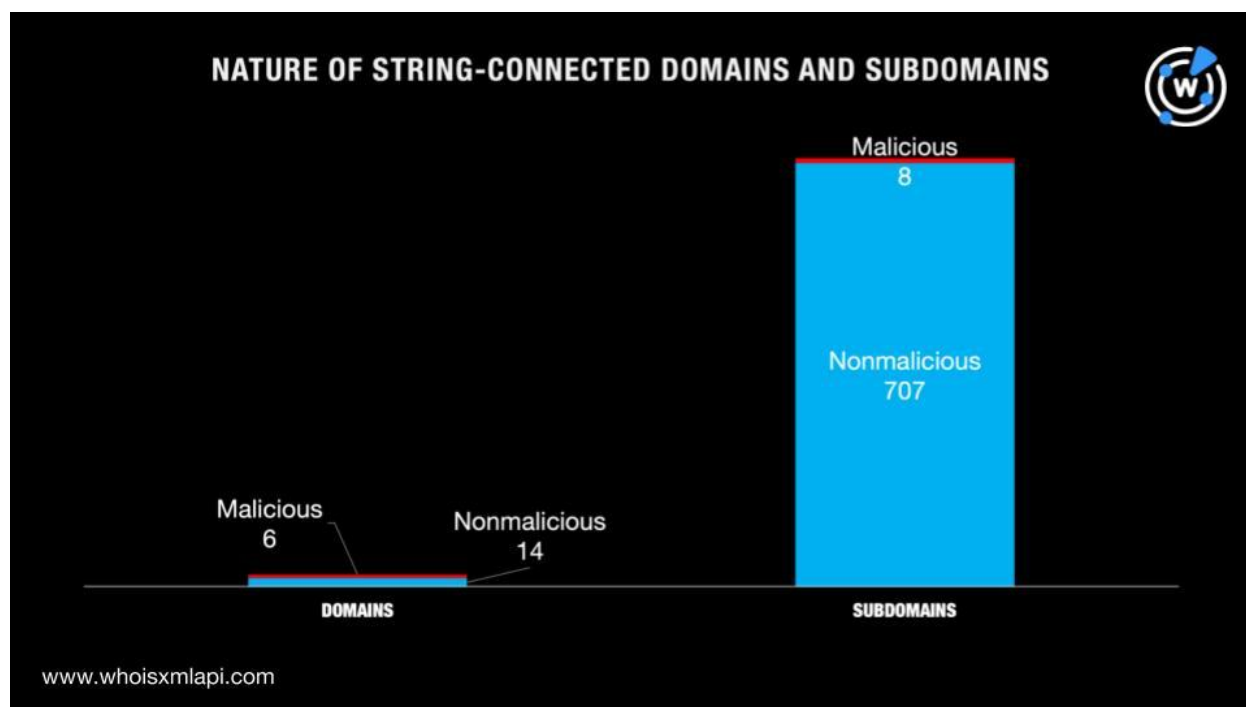 NATURE OF STRING-CONNECTED DOMAINS AND SUBDOMAINS
W
Malicious
8
Nonmalicious
707
Malicious
6
Nonmalicious
14
DOMAINS
SUBDOMAINS
www.whoisxmlapi.com